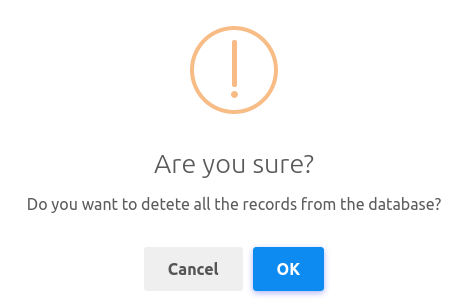 Are you sure?
Do you want to detete all the records from the database?
Cancel
OK